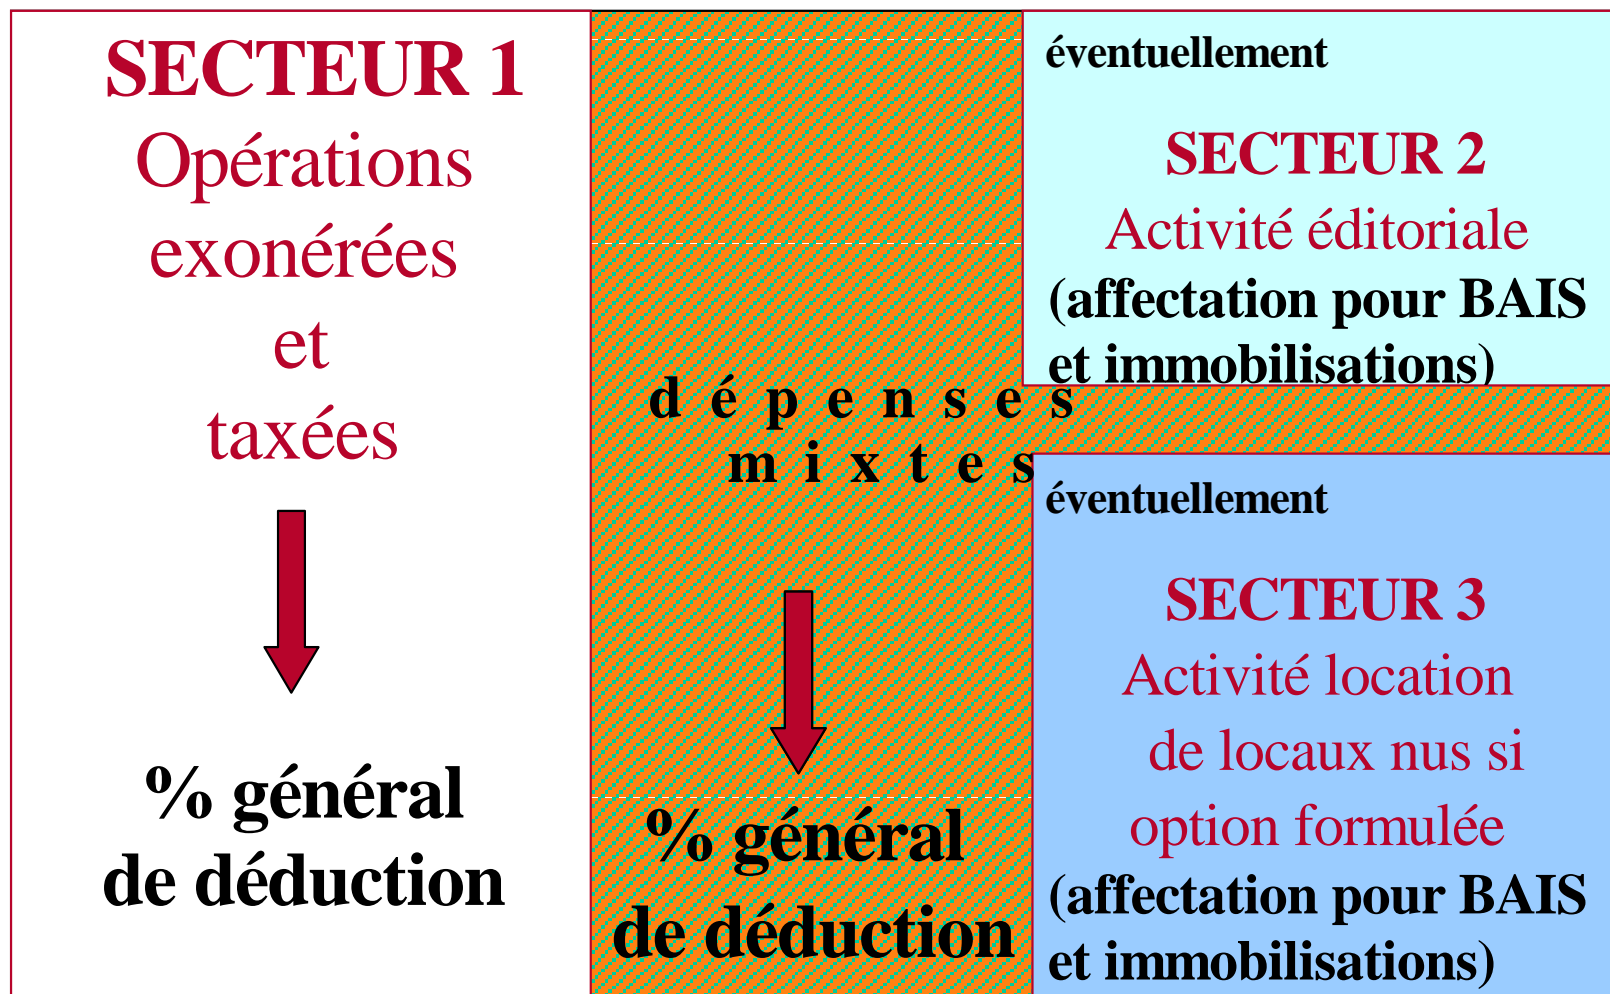 SECTEUR 1
Opérations
exonérées
et
taxées
% général
de déduction
dépenses
mixtes
% général
de déduction
éventuellement
SECTEUR 2
Activité éditoriale
(affectation pour BAIS
et immobilisations)
éventuellement
SECTEUR 3
Activité location
de locaux nus si
option formulée
(affectation pour BAIS
et immobilisations)